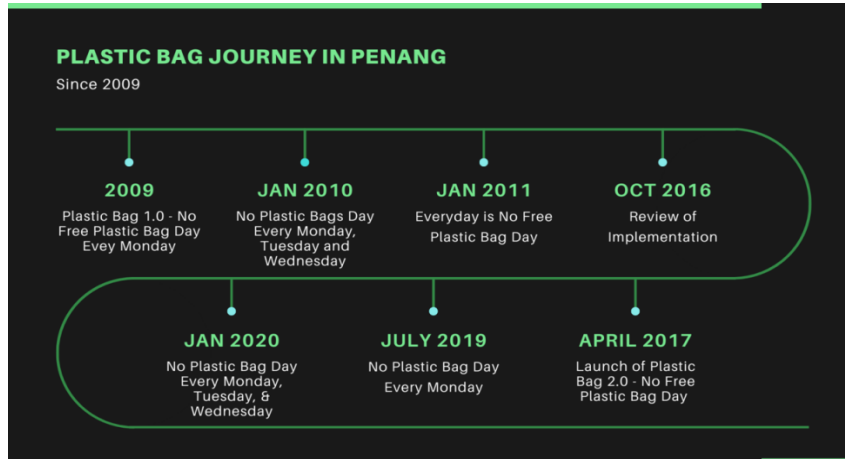 PLASTIC BAG JOURNEY IN PENANG
Since 2009
2009
Plastic Bag 1.0 - No
Free Plastic Bag Day
Evey Monday
JAN 2010
No Plastic Bags Day
Every Monday,
Tuesday and
Wednesday
JAN 2011
Everyday is No Free
Plastic Bag Day
OCT 2016
Review of
Implementation
JAN 2020
No Plastic Bag Day
Every Monday,
Tuesday, &
Wednesday
JULY 2019
No Plastic Bag Day
Every Monday
APRIL 2017
Launch of Plastic
Bag 2.0 - No Free
Plastic Bag Day